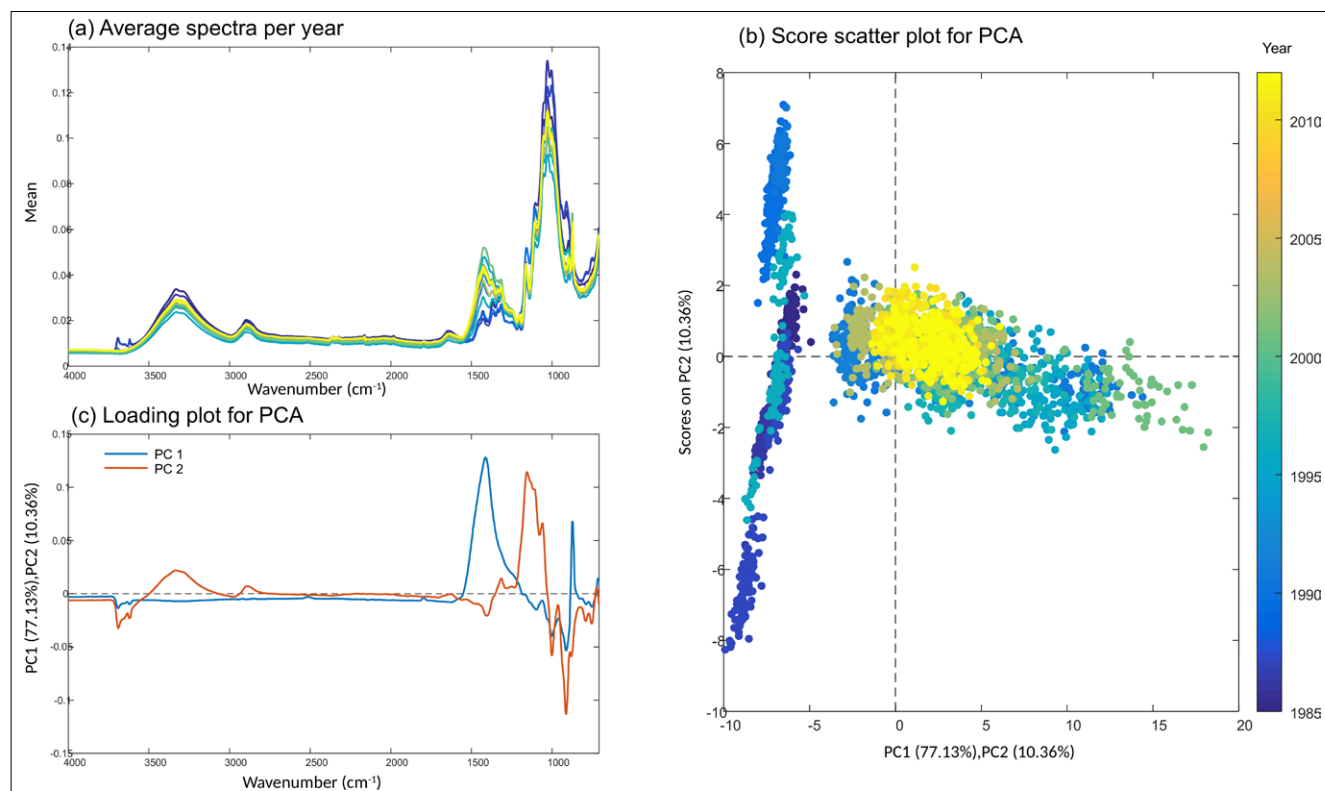 (a) Average spectra per year
0.14
0.12
0.1
0.08
0.06
0.04
0.02
0
Mean
4000 3500 3000 2500 2000 1500 1000
Wavenumber (cm-1)
(c) Loading plot for PCA
0.15
0.1
0.05
0
-0.05
-0.1
-0.15
PC 1
PC 2
PC1 (77.13%),PC2 (10.36%)
4000 3500 3000 2500 2000 1500 1000
Wavenumber (cm-1)
(b) Score scatter plot for PCA
8
6
4
2
0
-2
-4
-6
-8
-10
Scores on PC2 (10.36%)
-10 -5 0 5 10 15 20
PC1 (77.13%),PC2 (10.36%)
Year
2010
2005
2000
1995
1990
1985